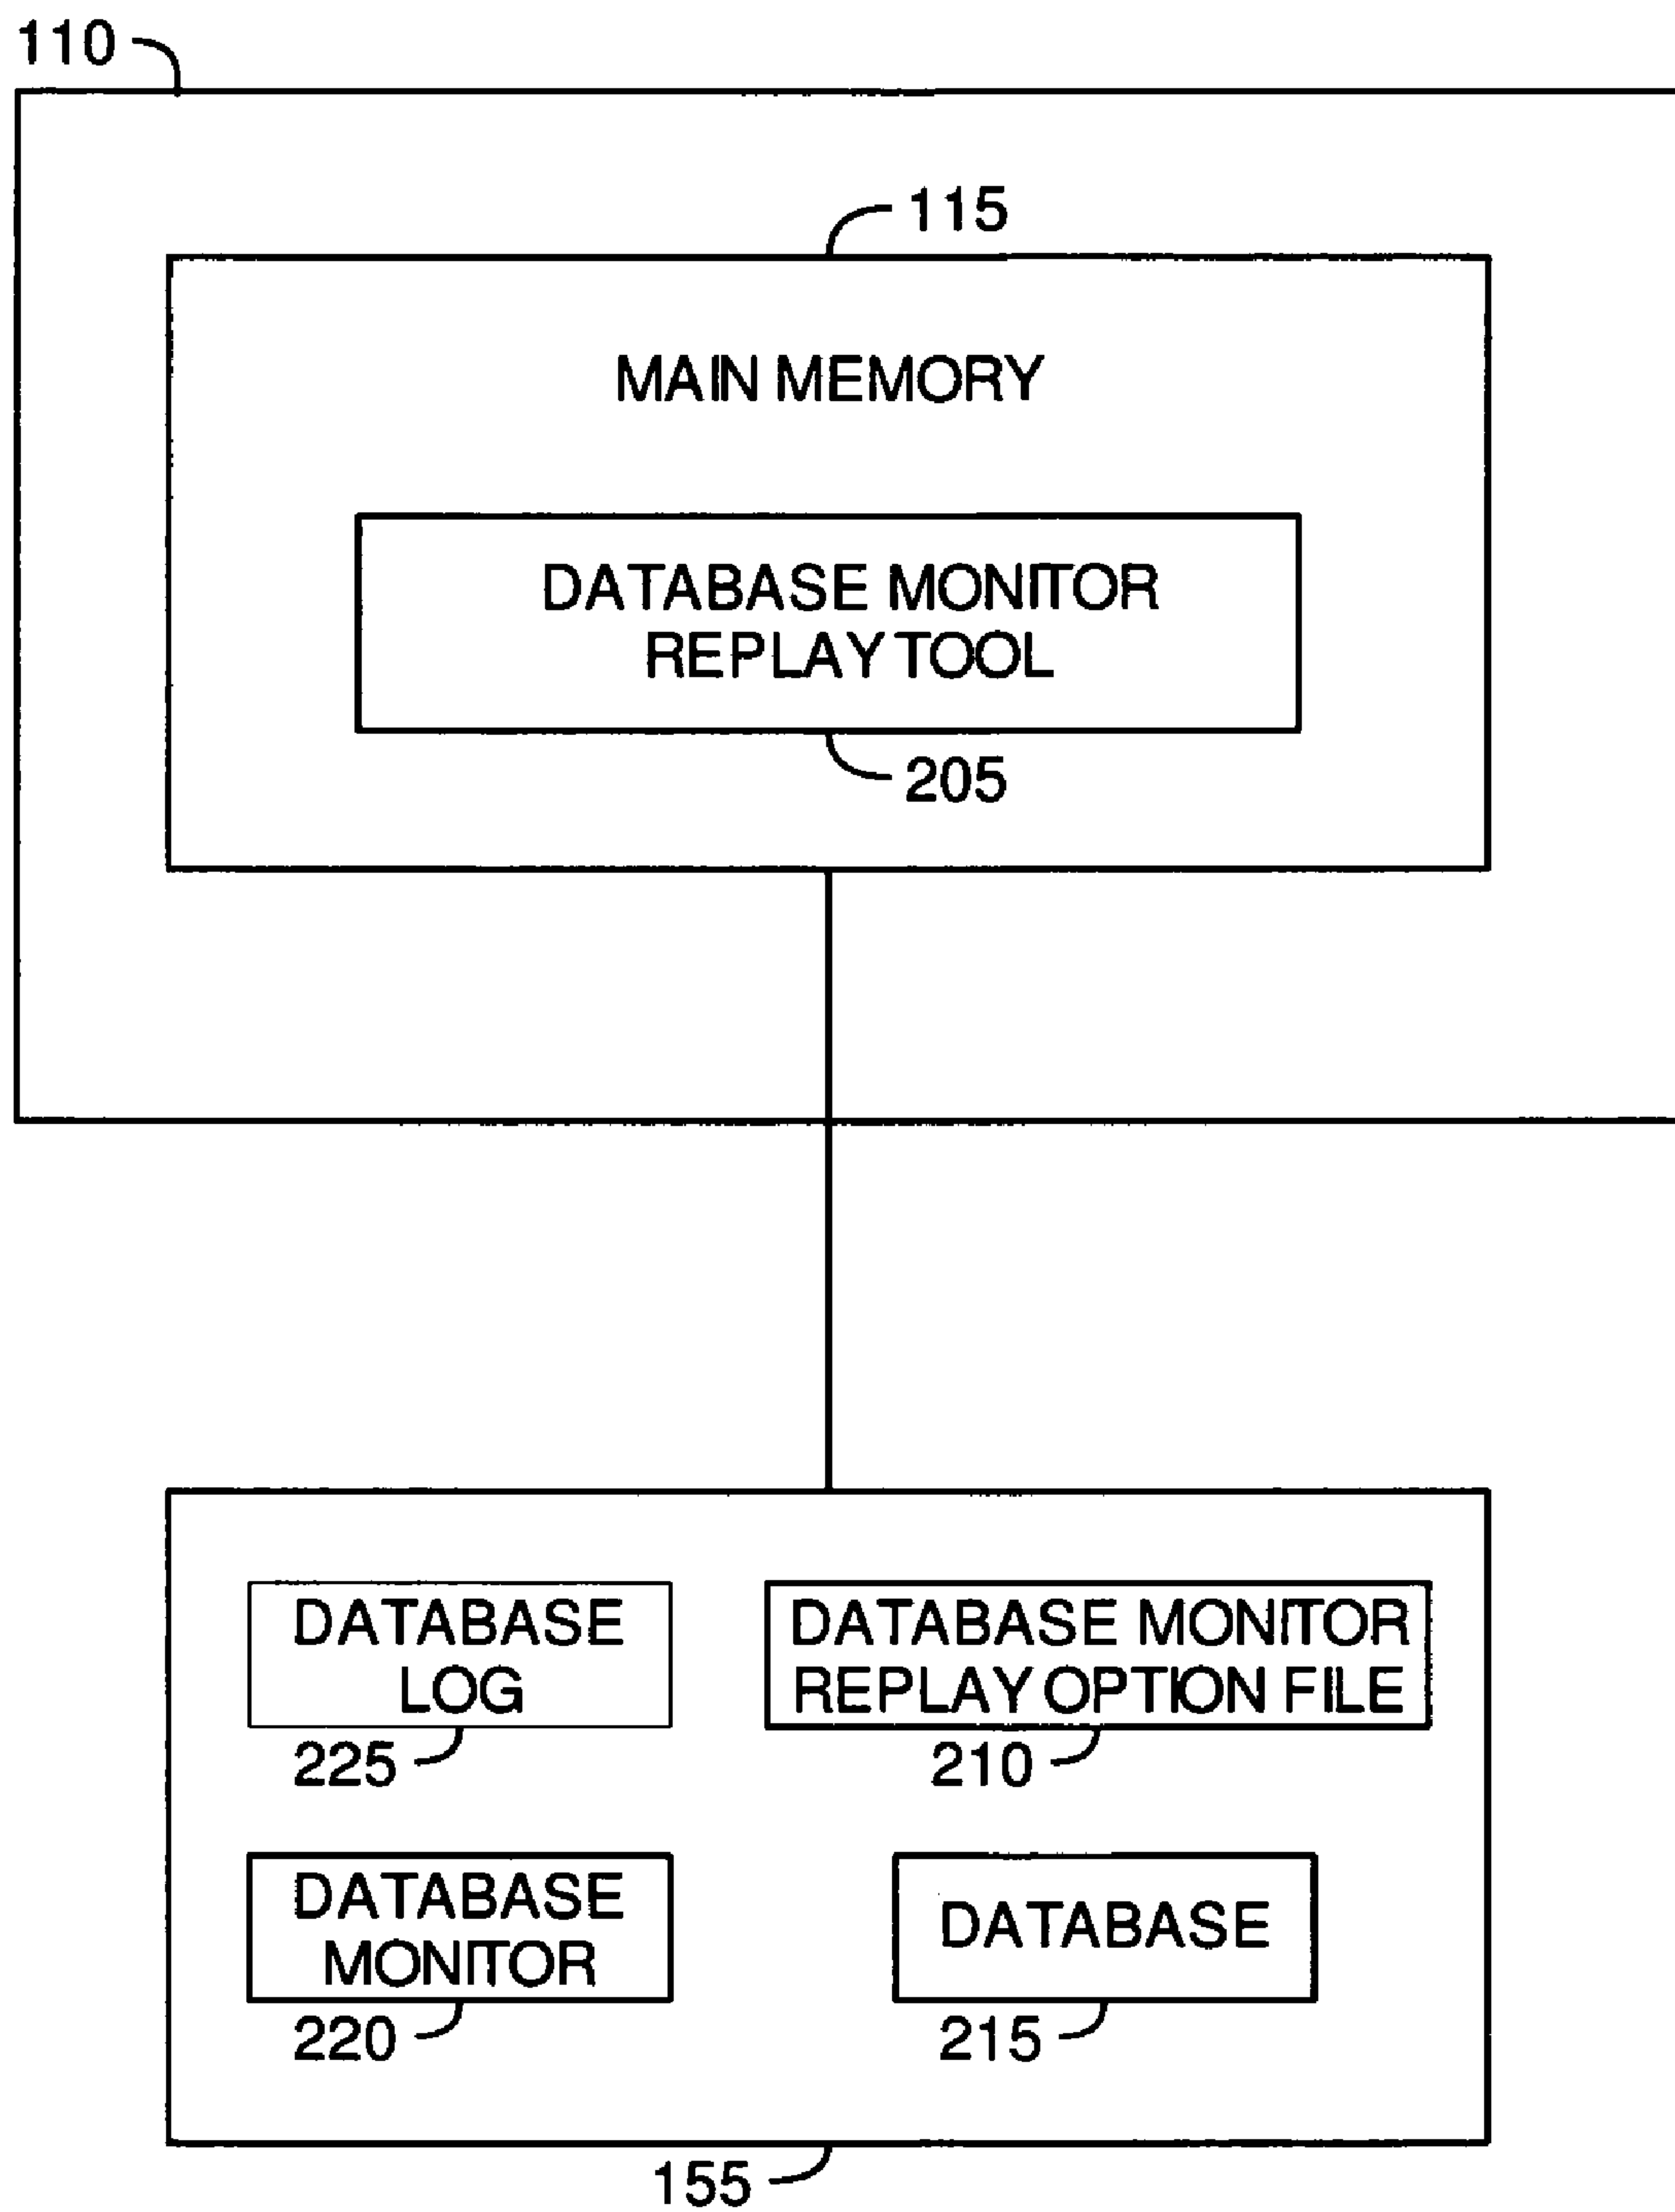 110
115
MAIN MEMORY
DATABASE MONITOR
REPLAY TOOL
205
DATABASE
LOG
225
DATABASE MONITOR
REPLAY OPTION FILE
210
DATABASE
MONITOR
220
DATABASE
215
155